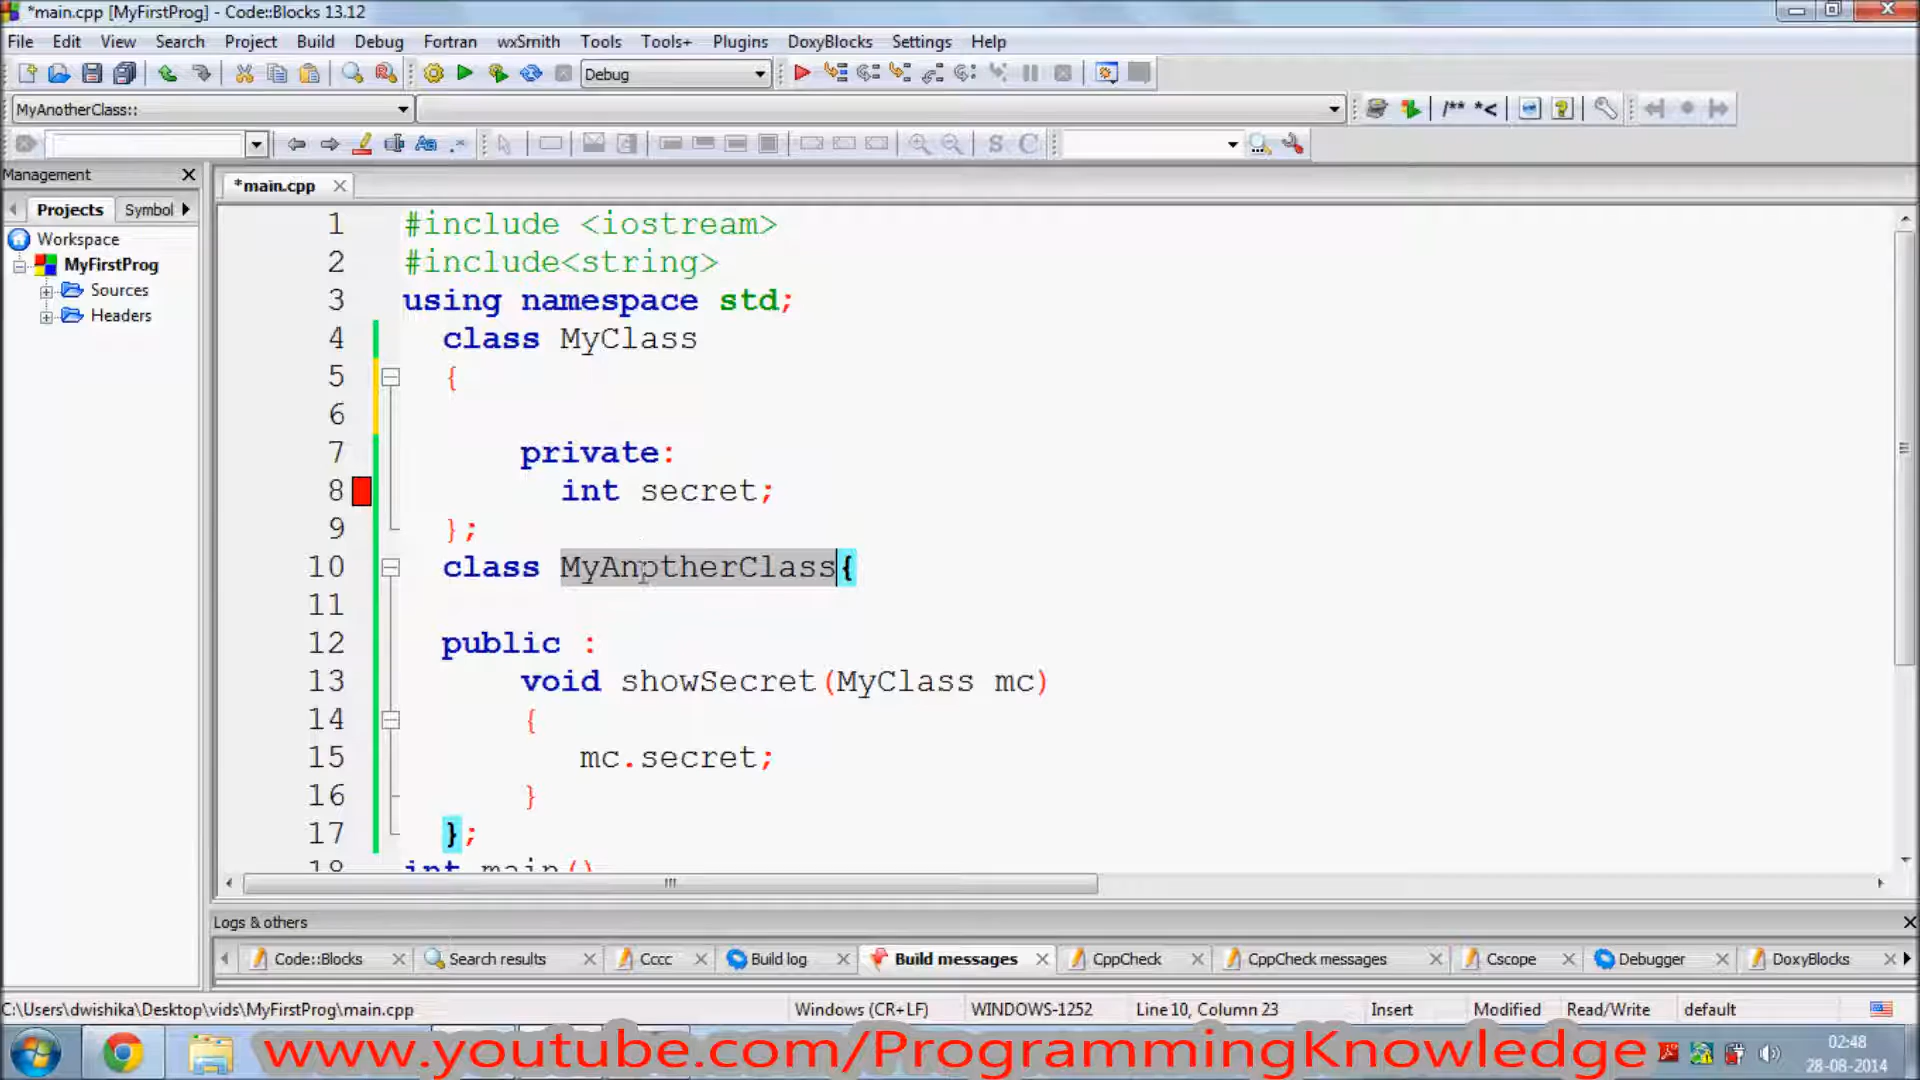 *main.cpp [MyFirstProg] - Code::Blocks 13.12
File Edit View Search Project Build Debug Fortran wxSmith Tools Tools+ Plugins DoxyBlocks Settings Help
Debug
MyAnotherClass::
/** *<
S C
Management
*main.cpp
Projects Symbol
Workspace
MyFirstProg
Sources
Headers
1 #include <iostream>
2 #include<string>
3 using namespace std;
4 class MyClass
5 {
6
7 private:
8 int secret;
9 };
10 class MyAnptherClass{
11
12 public :
13 void showSecret(MyClass mc)
14 {
15 mc.secret;
16 }
17 };
18 int main()
Logs & others
Code::Blocks Search results Cccc Build log Build messages CppCheck CppCheck messages Cscope Debugger DoxyBlocks
C:\Users\dwishika\Desktop\vids\MyFirstProg\main.cpp Windows (CR+LF) WINDOWS-1252 Line 10, Column 23 Insert Modified Read/Write default
www.youtube.com/ProgrammingKnowledge
02:48
28-08-2014